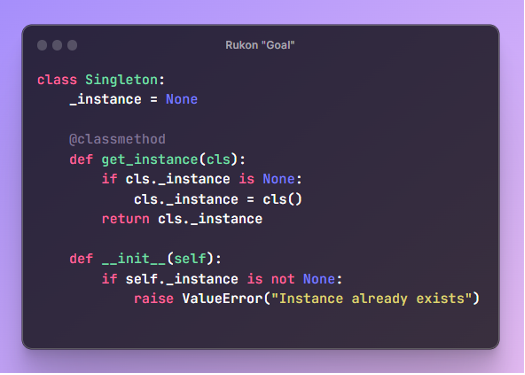 Rukon "Goal"
class Singleton:
    _instance = None

    @classmethod
    def get_instance(cls):
        if cls._instance is None:
            cls._instance = cls()
        return cls._instance

    def __init__(self):
        if self._instance is not None:
            raise ValueError("Instance already exists")